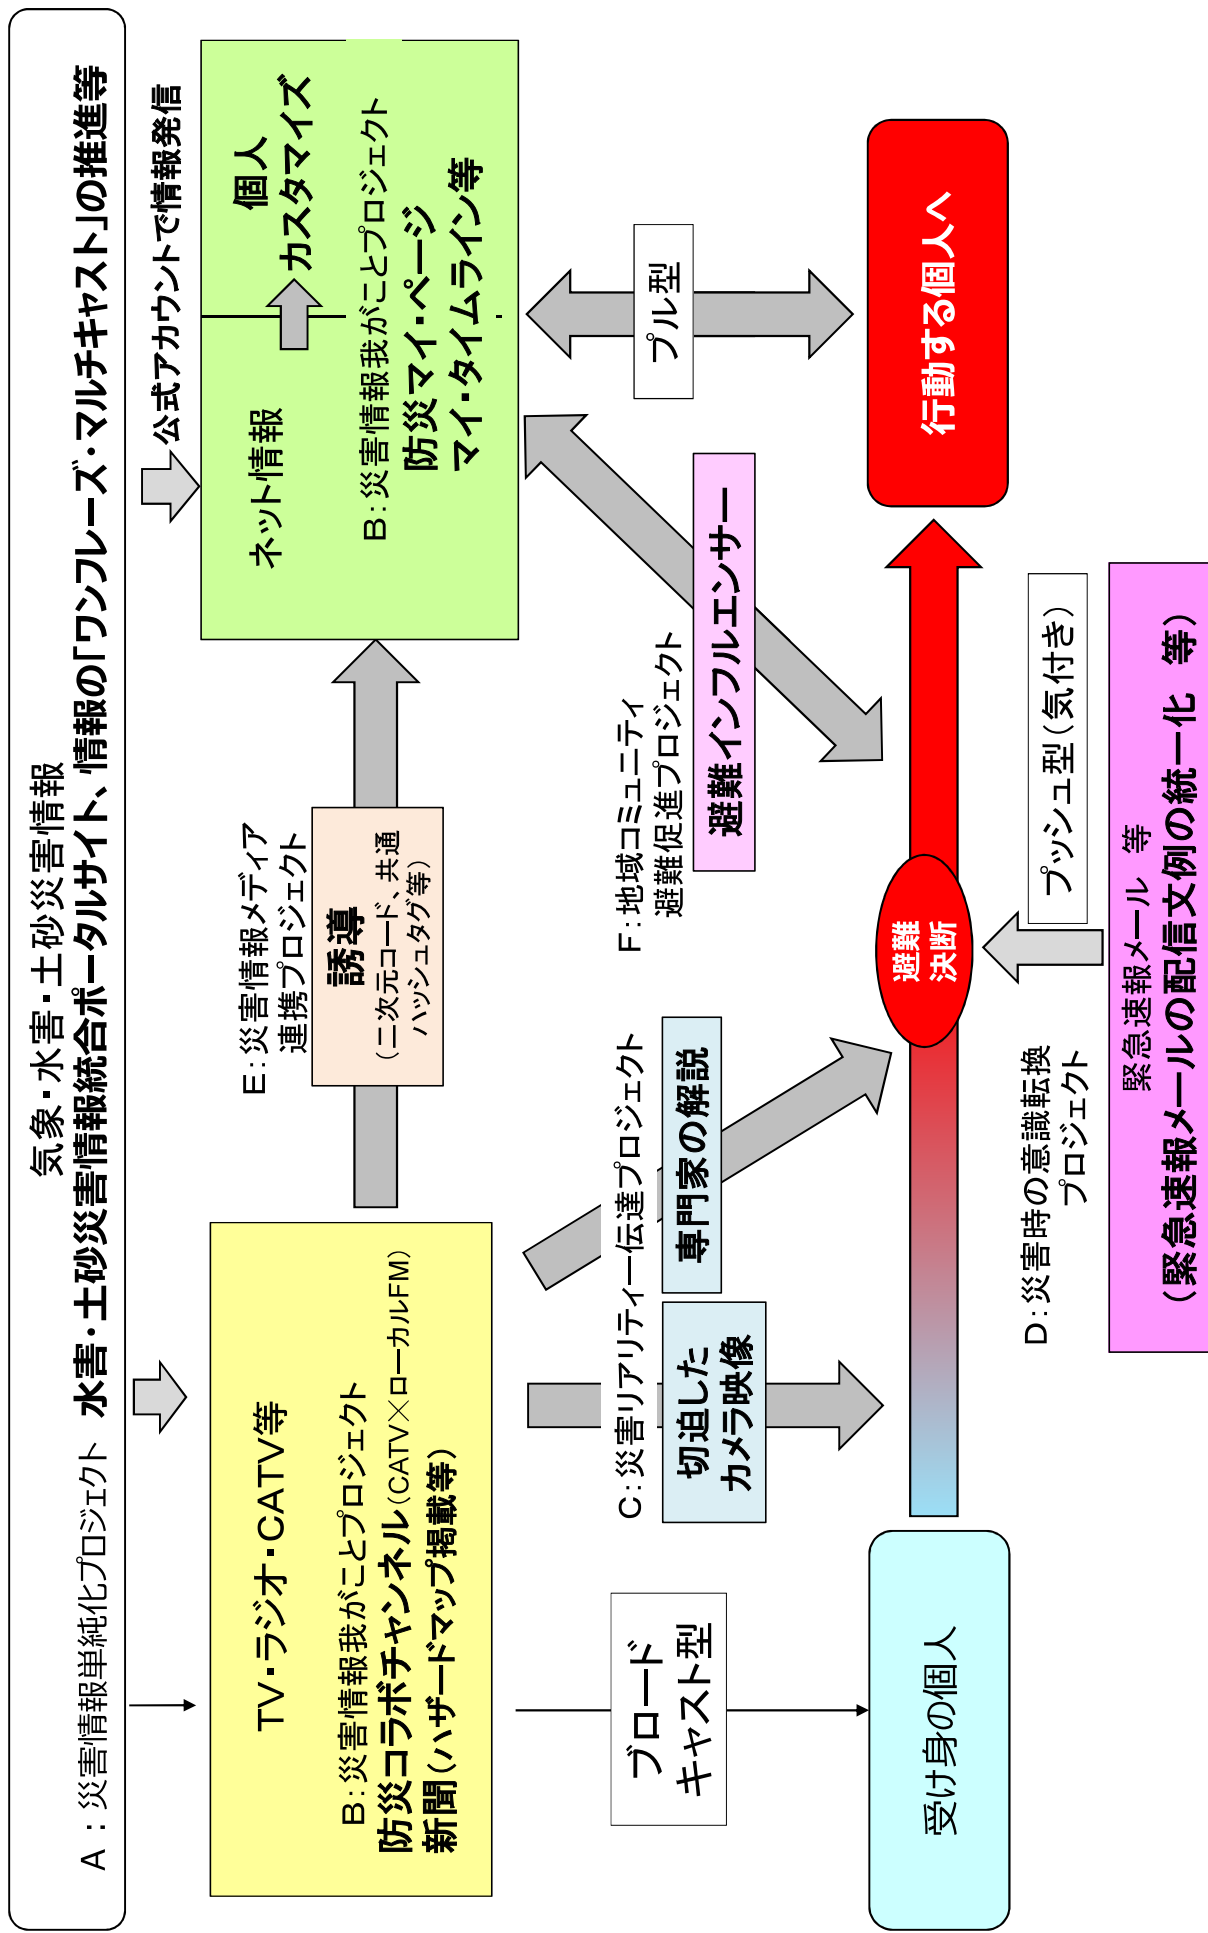 気象・水害・土砂災害情報
A ：災害情報単純化プロジェクト 水害・土砂災害情報統合ポータルサイト、情報の「ワンフレーズ・マルチキャスト」の推進等
公式アカウントで情報発信
TV・ラジオ・CATV等
B：災害情報我がことプロジェクト
防災コラボチャンネル（CATV×ローカルFM）
新聞（ハザードマップ掲載等）
E：災害情報メディア
連携プロジェクト
誘導
（二次元コード、共通
ハッシュタグ等）
ネット情報
個人
カスタマイズ
B：災害情報我がことプロジェクト
防災マイ・ページ
マイ・タイムライン等
ブロード
キャスト型
C：災害リアリティー伝達プロジェクト
切迫した
カメラ映像
専門家の解説
F：地域コミュニティ
避難促進プロジェクト
避難インフルエンサー
プル型
受け身の個人
避難
決断
行動する個人へ
D：災害時の意識転換
プロジェクト
プッシュ型（気付き）
緊急速報メール 等
（緊急速報メールの配信文例の統一化 等）